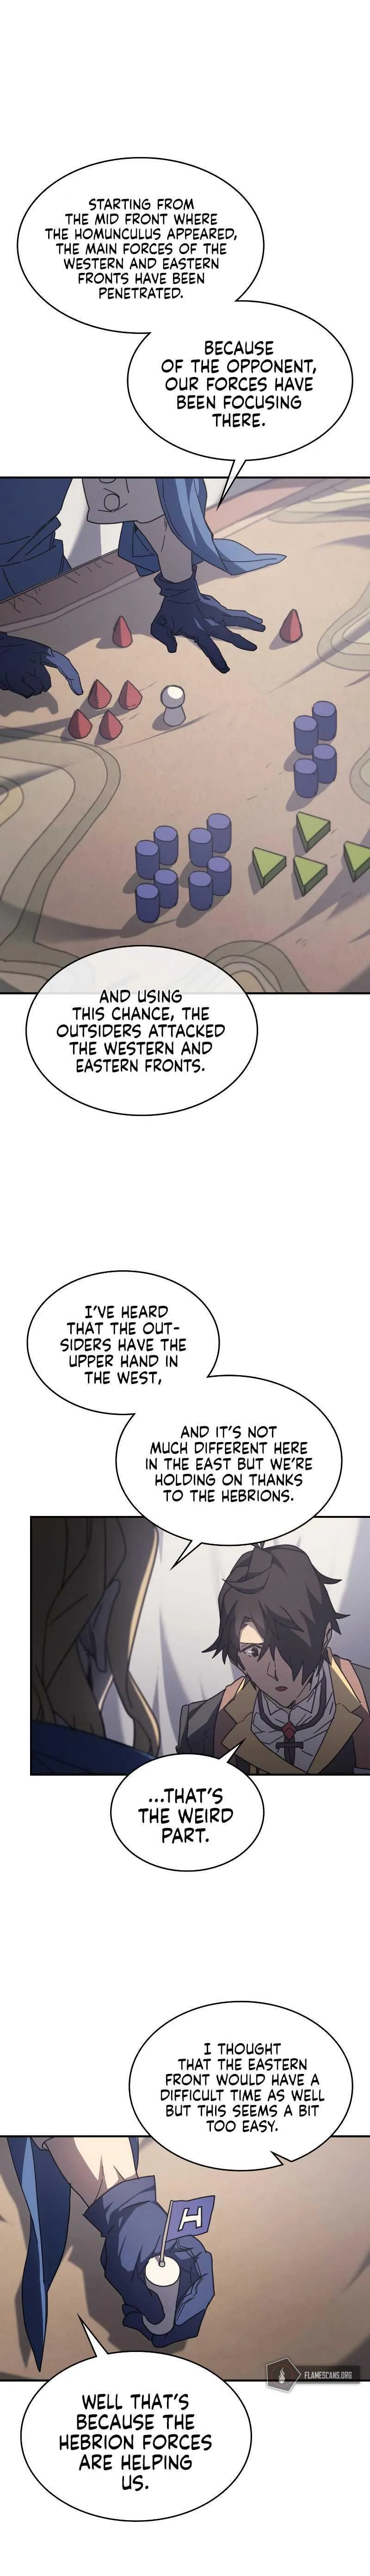 STARTING FROM
THE MID FRONT WHERE
THE HOMUNCULUS APPEARED,
THE MAIN FORCES OF THE
WESTERN AND EASTERN
FRONTS HAVE BEEN
PENETRATED.
BECAUSE
OF THE OPPONENT,
OUR FORCES HAVE
BEEN FOCUSING
THERE.
AND USING
THIS CHANCE, THE
OUTSIDERS ATTACKED
THE WESTERN AND
EASTERN FRONTS.
I'VE HEARD
THAT THE OUT-
SIDERS HAVE THE
UPPER HAND IN
THE WEST,
AND IT'S NOT
MUCH DIFFERENT HERE
IN THE EAST BUT WE'RE
HOLDING ON THANKS
TO THE HEBRIONS.
...THAT'S
THE WEIRD
PART.
I THOUGHT
THAT THE EASTERN
FRONT WOULD HAVE A
DIFFICULT TIME AS WELL
BUT THIS SEEMS A BIT
TOO EASY.
H
FLAMESCANS.ORG
WELL THAT'S
BECAUSE THE
HEBRION FORCES
ARE HELPING
US.